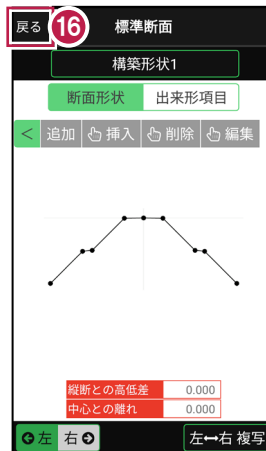 戻る 16 標準断面
構築形状1
断面形状 出来形項目
< 追加 挿入 削除 編集
縦断との高低差 0.000
中心との離れ 0.000
左 右 左↔右 複写